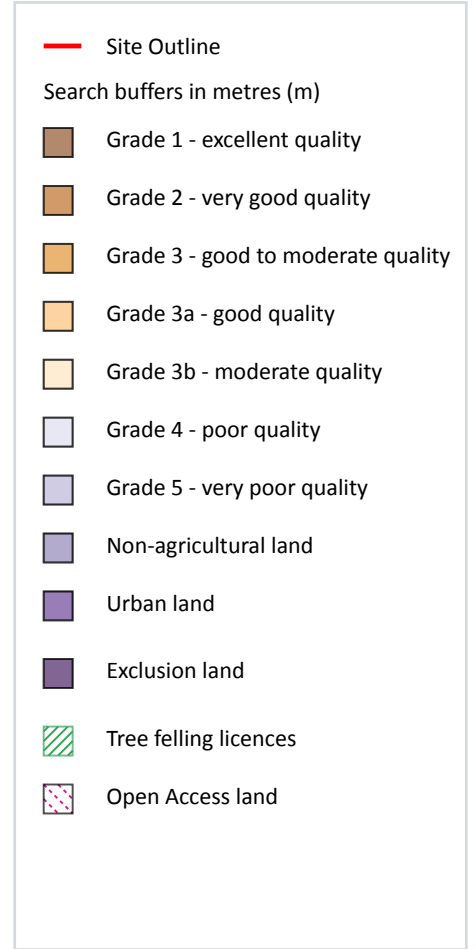 Site Outline
Search buffers in metres (m)
Grade 1 - excellent quality
Grade 2 - very good quality
Grade 3 - good to moderate quality
Grade 3a - good quality
Grade 3b - moderate quality
Grade 4 - poor quality
Grade 5 - very poor quality
Non-agricultural land
Urban land
Exclusion land
Tree felling licences
Open Access land